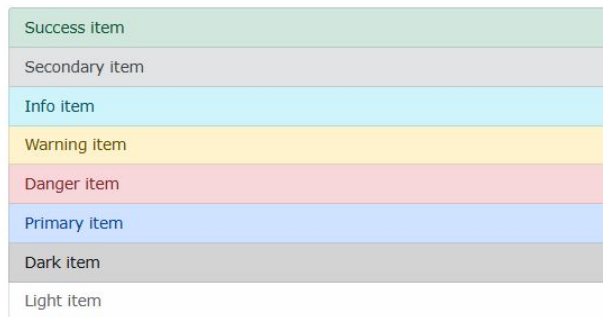 Success item
Secondary item
Info item
Warning item
Danger item
Primary item
Dark item
Light item